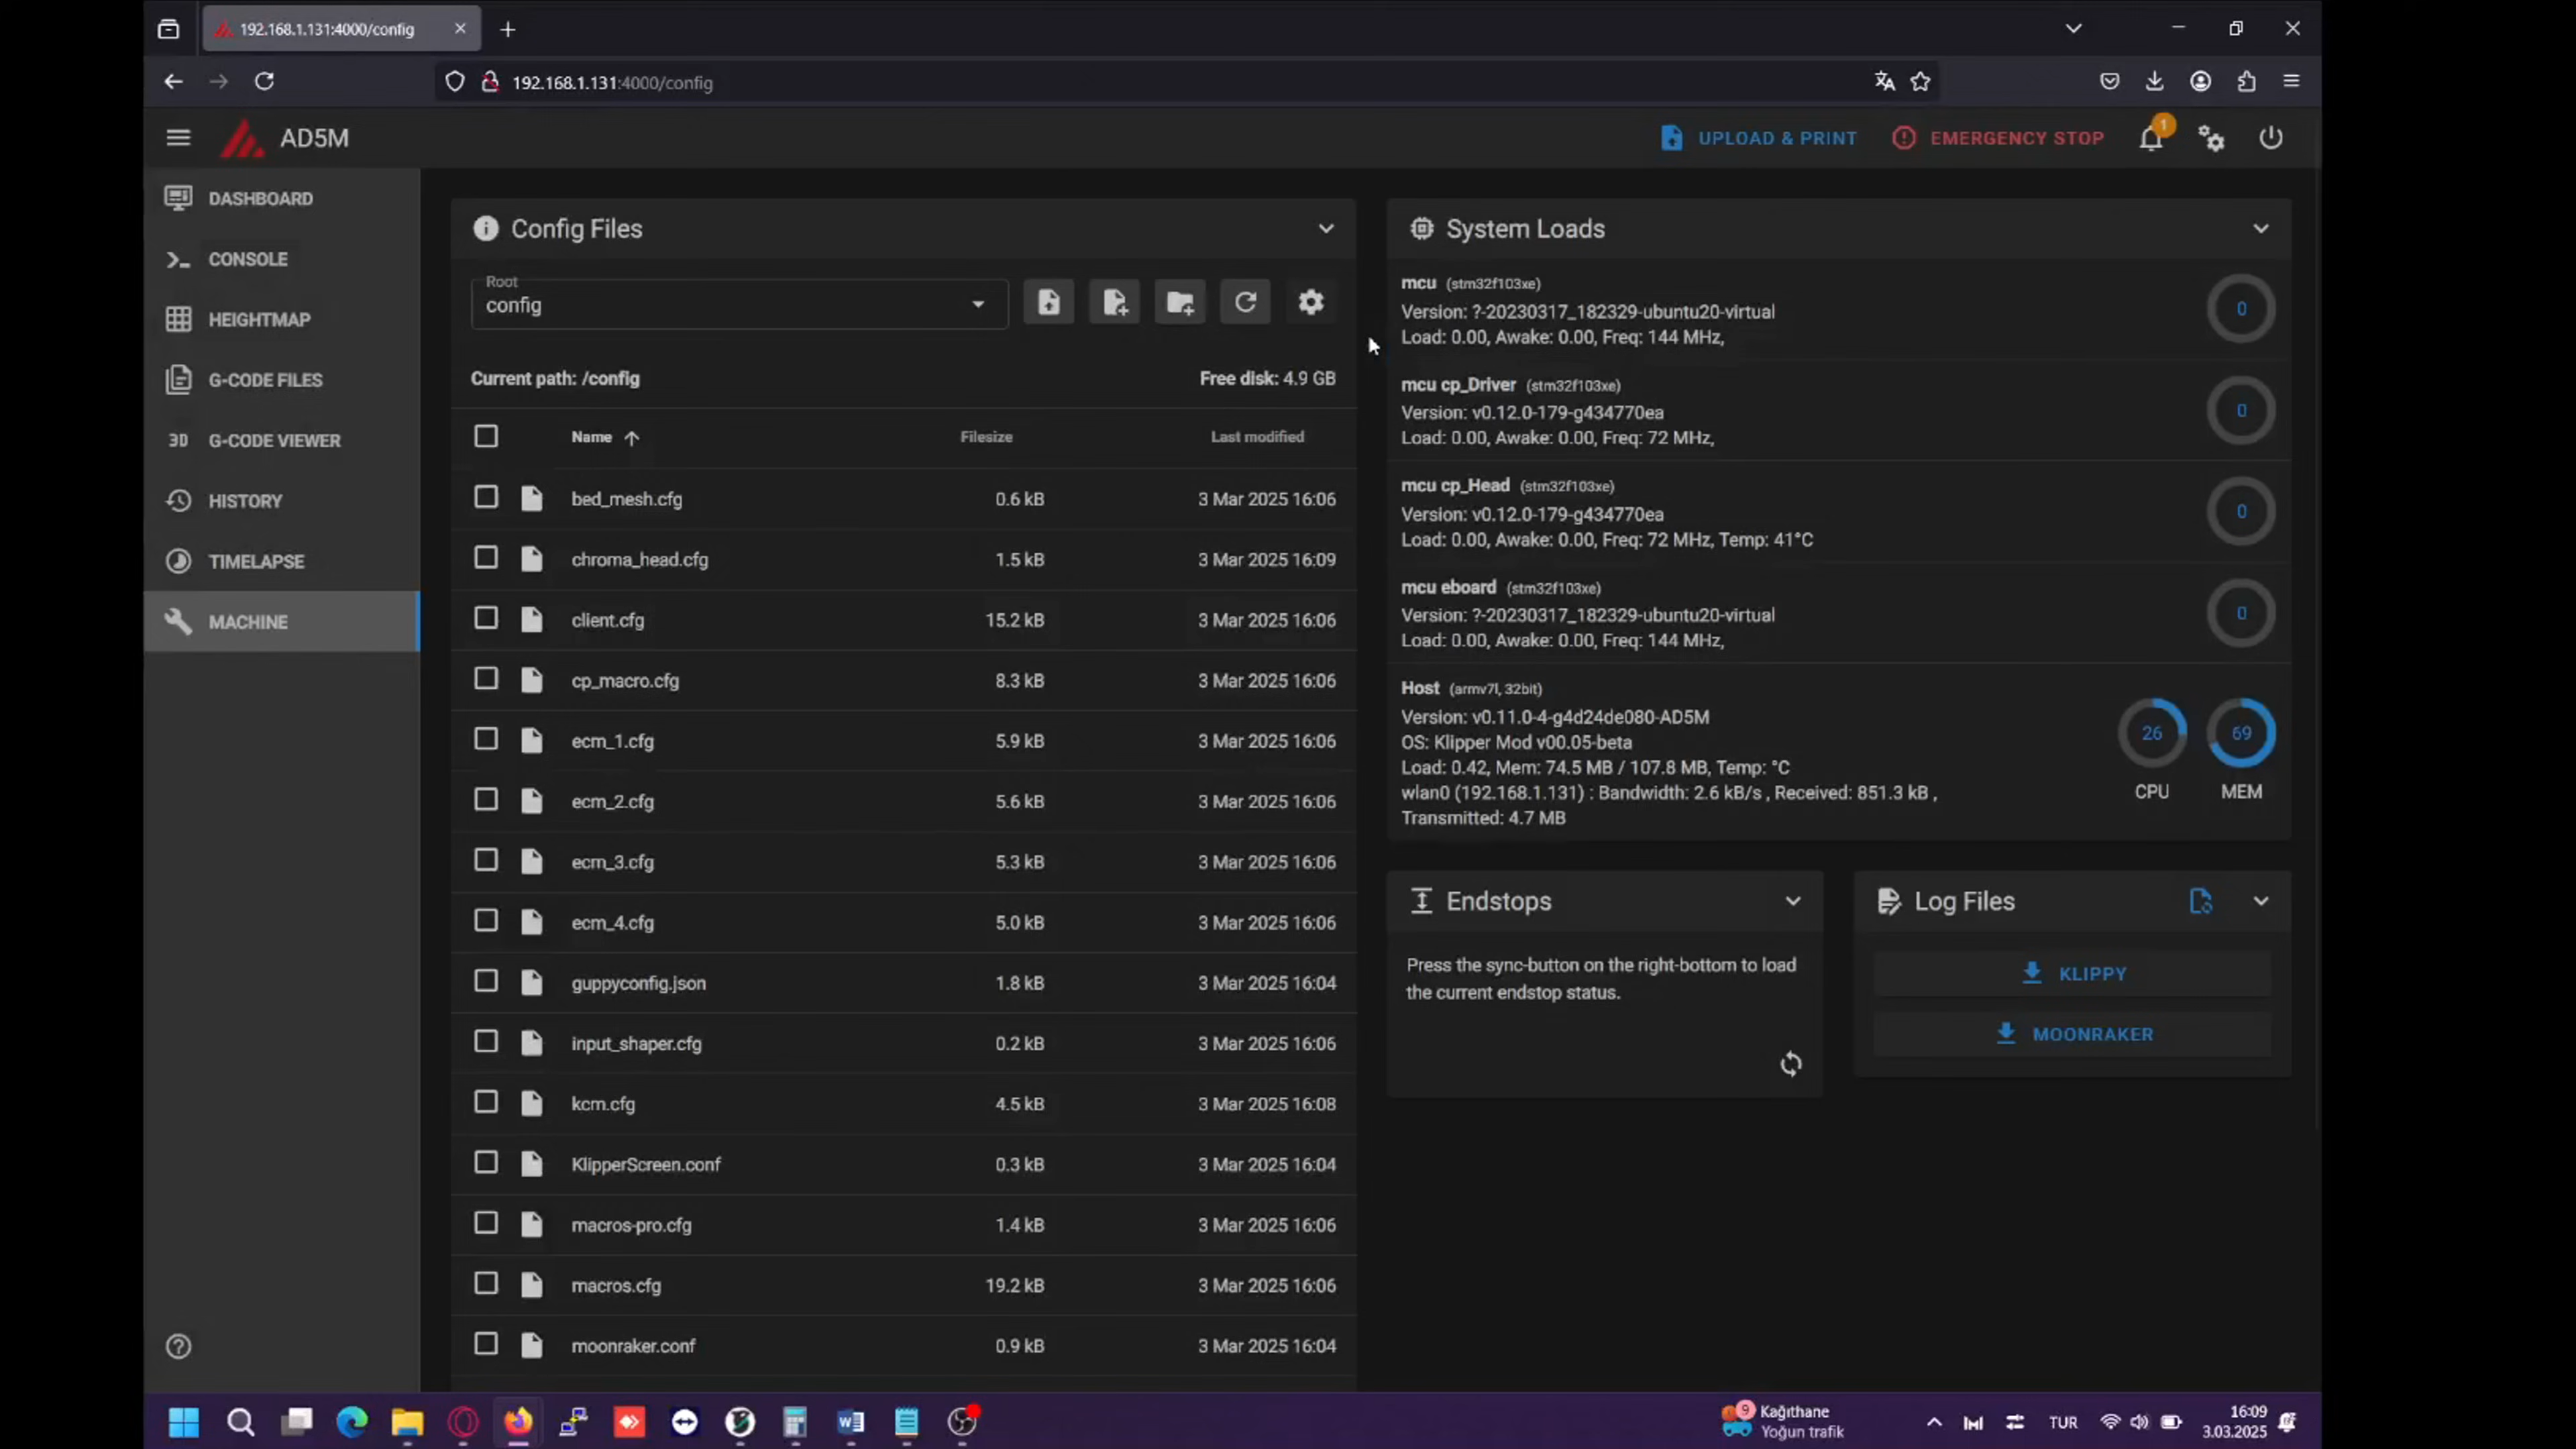 192.168.1.131:4000/config
192.168.1.131:4000/config
AD5M
UPLOAD & PRINT
EMERGENCY STOP
1
DASHBOARD
CONSOLE
HEIGHTMAP
G-CODE FILES
3D G-CODE VIEWER
HISTORY
TIMELAPSE
MACHINE
Config Files
Root
config
Current path: /config
Free disk: 4.9 GB
Name Filesize Last modified
bed_mesh.cfg 0.6 kB 3 Mar 2025 16:06
chroma_head.cfg 1.5 kB 3 Mar 2025 16:09
client.cfg 15.2 kB 3 Mar 2025 16:06
cp_macro.cfg 8.3 kB 3 Mar 2025 16:06
ecm_1.cfg 5.9 kB 3 Mar 2025 16:06
ecm_2.cfg 5.6 kB 3 Mar 2025 16:06
ecm_3.cfg 5.3 kB 3 Mar 2025 16:06
ecm_4.cfg 5.0 kB 3 Mar 2025 16:06
guppyconfig.json 1.8 kB 3 Mar 2025 16:04
input_shaper.cfg 0.2 kB 3 Mar 2025 16:06
kcm.cfg 4.5 kB 3 Mar 2025 16:08
KlipperScreen.conf 0.3 kB 3 Mar 2025 16:04
macros-pro.cfg 1.4 kB 3 Mar 2025 16:06
macros.cfg 19.2 kB 3 Mar 2025 16:06
moonraker.conf 0.9 kB 3 Mar 2025 16:04
System Loads
mcu (stm32f103xe)
Version: ?-20230317_182329-ubuntu20-virtual
Load: 0.00, Awake: 0.00, Freq: 144 MHz,
0
mcu cp_Driver (stm32f103xe)
Version: v0.12.0-179-g434770ea
Load: 0.00, Awake: 0.00, Freq: 72 MHz,
0
mcu cp_Head (stm32f103xe)
Version: v0.12.0-179-g434770ea
Load: 0.00, Awake: 0.00, Freq: 72 MHz, Temp: 41°C
0
mcu eboard (stm32f103xe)
Version: ?-20230317_182329-ubuntu20-virtual
Load: 0.00, Awake: 0.00, Freq: 144 MHz,
0
Host (armv7l, 32bit)
Version: v0.11.0-4-g4d24de080-AD5M
OS: Klipper Mod v00.05-beta
Load: 0.42, Mem: 74.5 MB / 107.8 MB, Temp: °C
wlan0 (192.168.1.131) : Bandwidth: 2.6 kB/s , Received: 851.3 kB ,
Transmitted: 4.7 MB
26 69
CPU MEM
Endstops
Press the sync-button on the right-bottom to load
the current endstop status.
Log Files
KLIPPY
MOONRAKER
9
Kağıthane
Yoğun trafik
TUR
16:09
3.03.2025